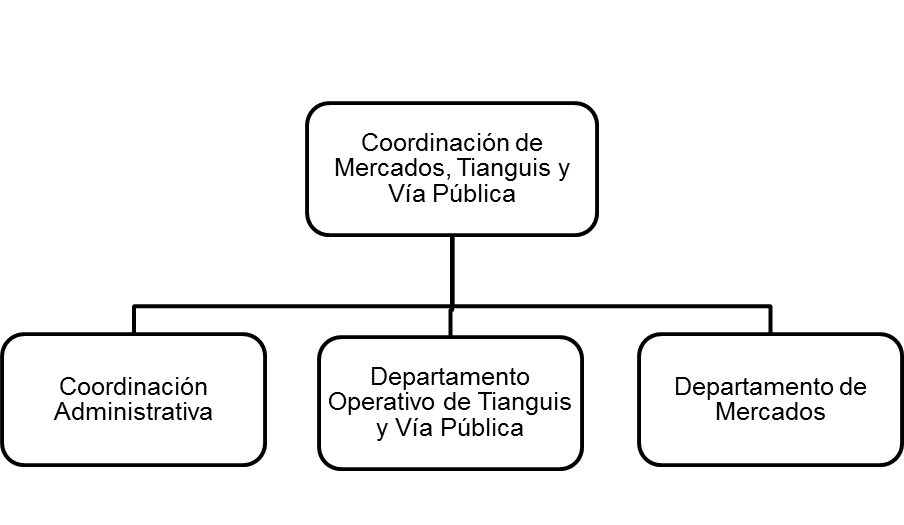 Coordinación de
Mercados, Tianguis y
Vía Pública
Coordinación
Administrativa
Departamento
Operativo de Tianguis
y Vía Pública
Departamento de
Mercados